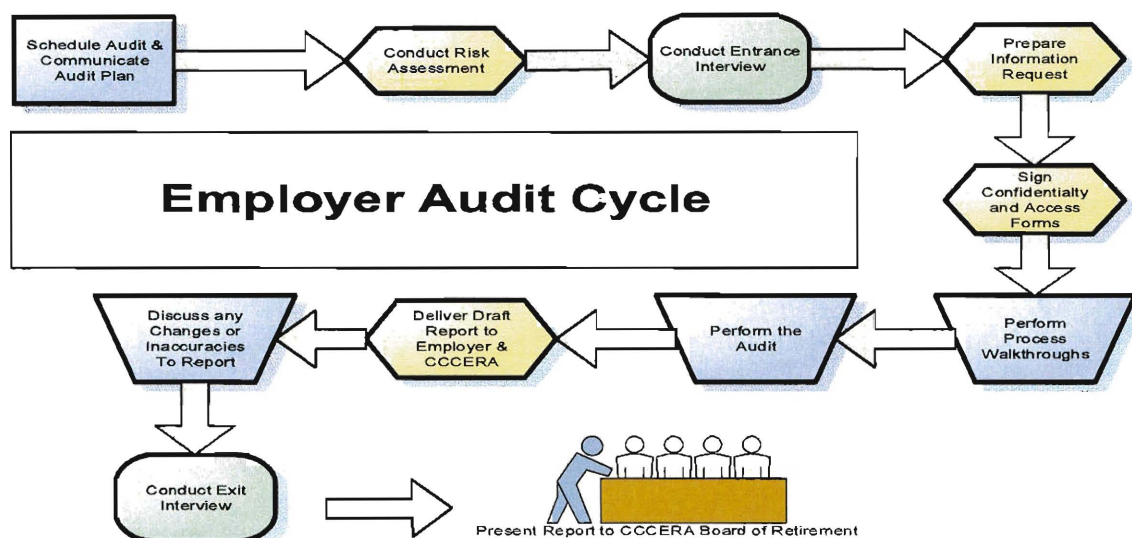 Schedule Audit &
Communicate
Audit Plan
Conduct Risk
Assessment
Conduct Entrance
Interview
Prepare
Information
Request
Employer Audit Cycle
Sign
Confidentialty
and Access
Forms
Perform
Process
Walkthroughs
Perform the
Audit
Deliver Draft
Report to
Employer &
CCCERA
Discuss any
Changes or
Inaccuracies
To Report
Conduct Exit
Interview
Present Report to CCCERA Board of Retirement